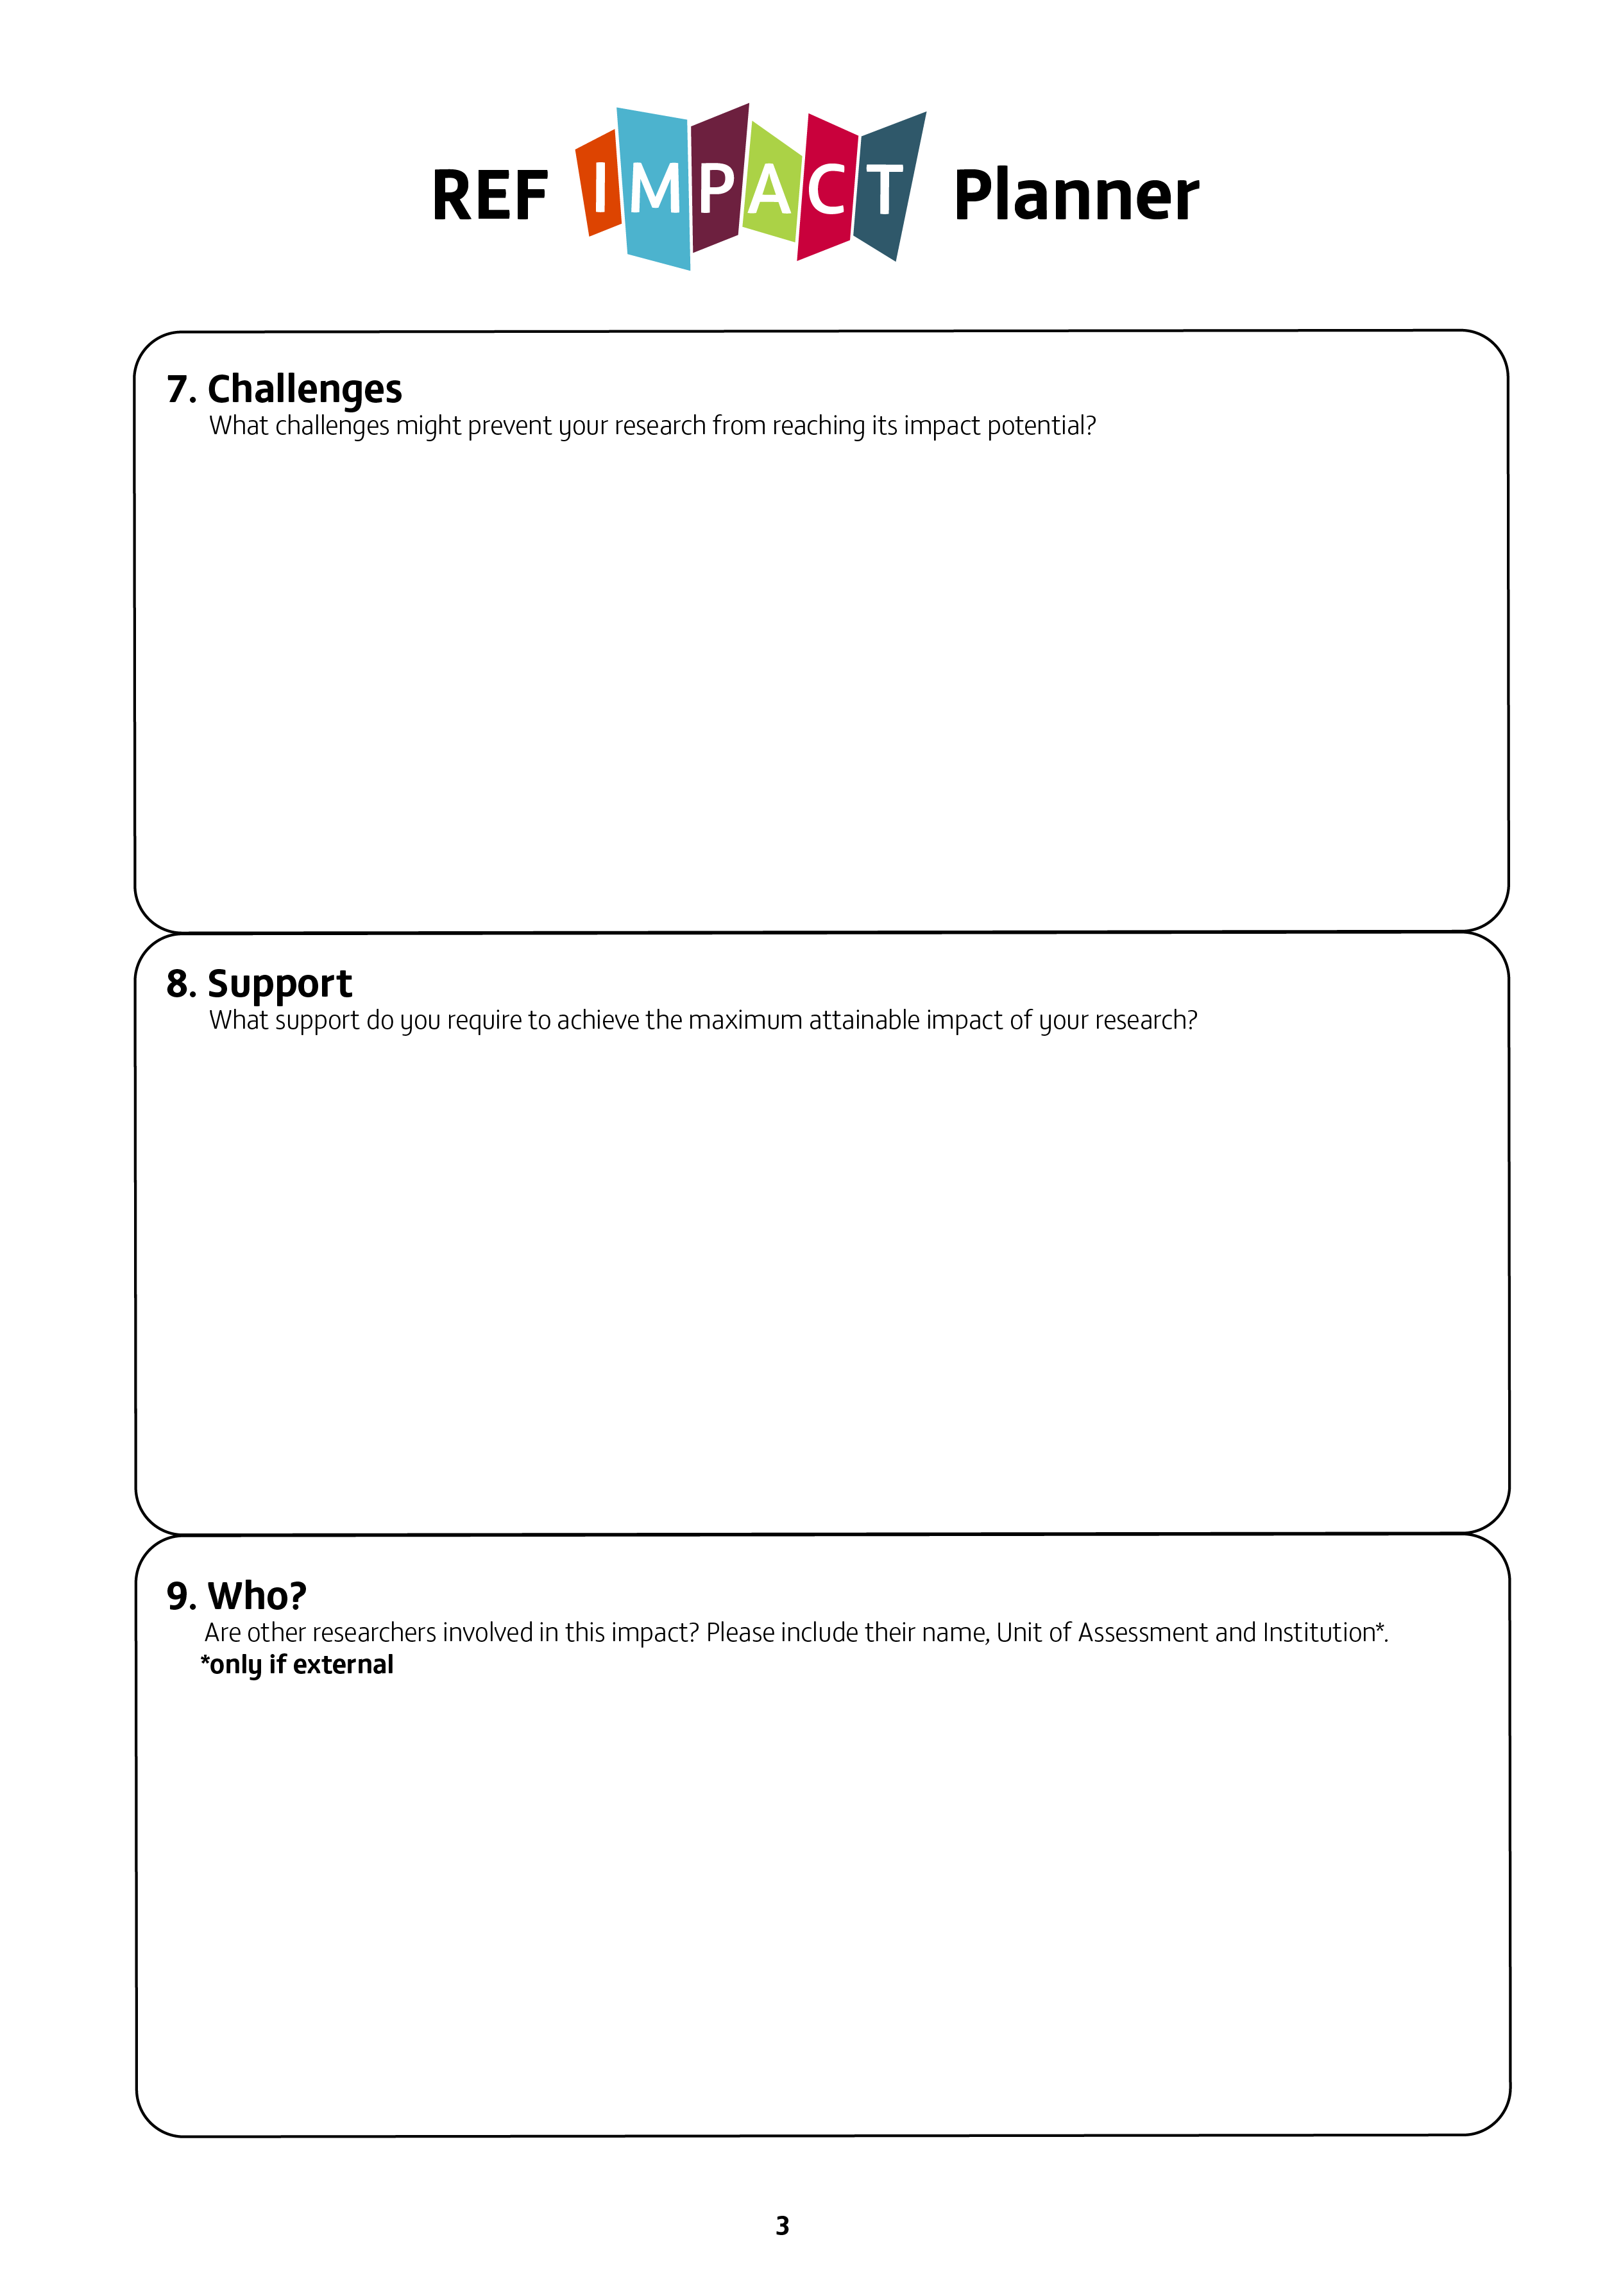 REF IMPACT Planner
7. Challenges
What challenges might prevent your research from reaching its impact potential?
8. Support
What support do you require to achieve the maximum attainable impact of your research?
9. Who?
Are other researchers involved in this impact? Please include their name, Unit of Assessment and Institution*.
*only if external
3